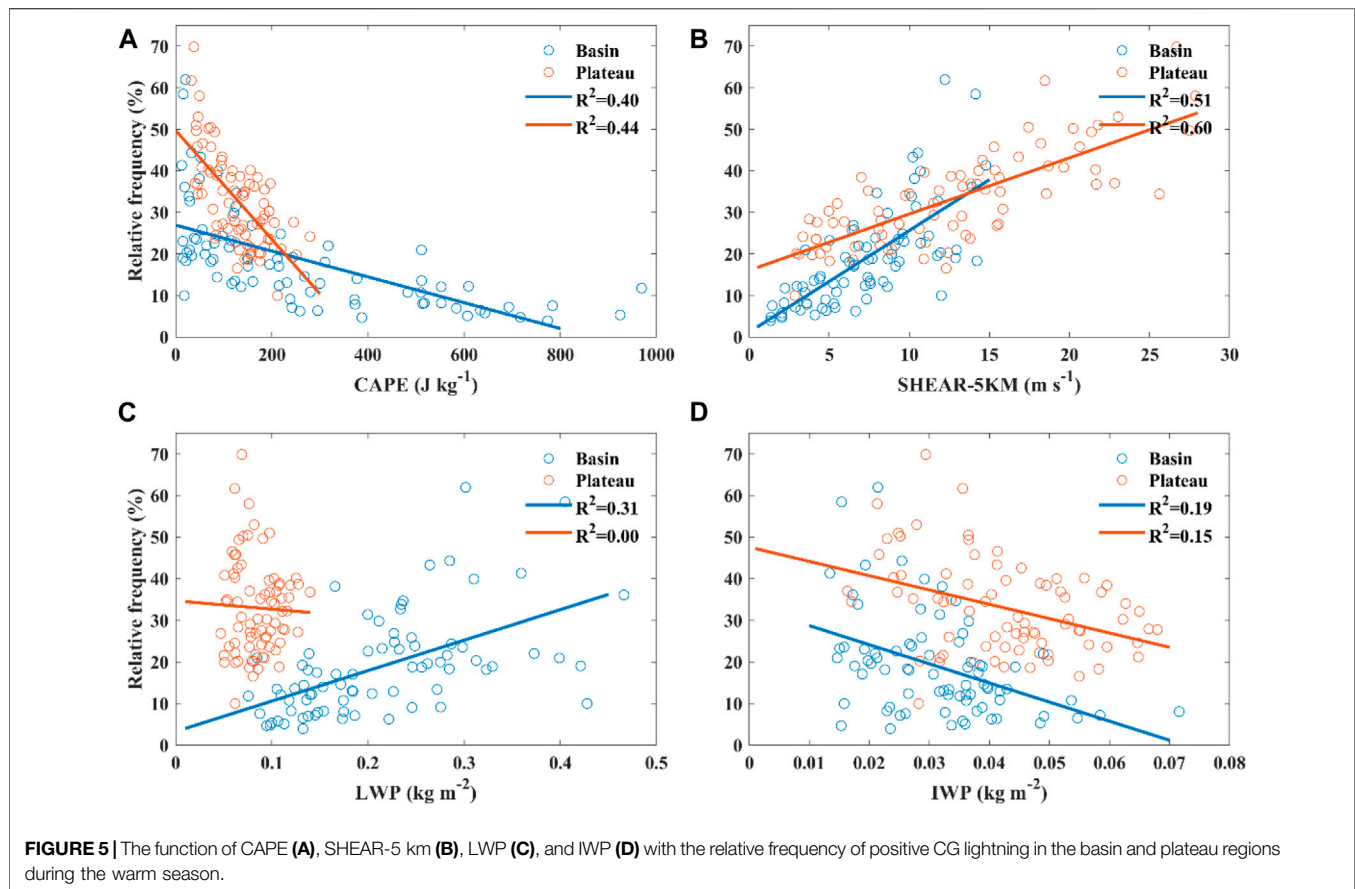 A
B
70
60
50
40
30
20
10
0
Relative frequency (%)
Basin
Plateau
R²=0.40
R²=0.44
0 200 400 600 800 1000
CAPE (J kg⁻¹)
70
60
50
40
30
20
10
0
Basin
Plateau
R²=0.51
R²=0.60
0 5 10 15 20 25 30
SHEAR-5KM (m s⁻¹)
C
D
70
60
50
40
30
20
10
0
Relative frequency (%)
Basin
Plateau
R²=0.31
R²=0.00
0 0.1 0.2 0.3 0.4 0.5
LWP (kg m⁻²)
70
60
50
40
30
20
10
0
Basin
Plateau
R²=0.19
R²=0.15
0 0.01 0.02 0.03 0.04 0.05 0.06 0.07 0.08
IWP (kg m⁻²)
FIGURE 5 | The function of CAPE (A), SHEAR-5 km (B), LWP (C), and IWP (D) with the relative frequency of positive CG lightning in the basin and plateau regions
during the warm season.